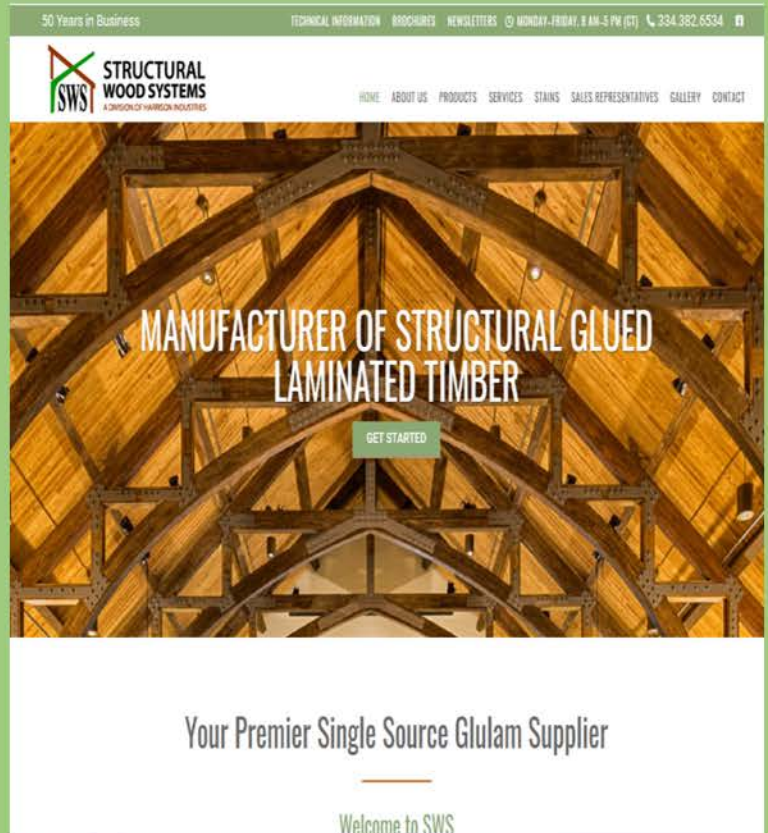 50 Years in Business
TECHNICAL INFORMATION BROCHURES NEWSLETTERS MONDAY-FRIDAY, 8 AM-5 PM (CT) 334.382.6534
SWS
STRUCTURAL
WOOD SYSTEMS
A DIVISION OF HARRISON INDUSTRIES
HOME ABOUT US PRODUCTS SERVICES STAINS SALES REPRESENTATIVES GALLERY CONTACT
MANUFACTURER OF STRUCTURAL GLUED
LAMINATED TIMBER
GET STARTED
Your Premier Single Source Glulam Supplier
Welcome to SWS